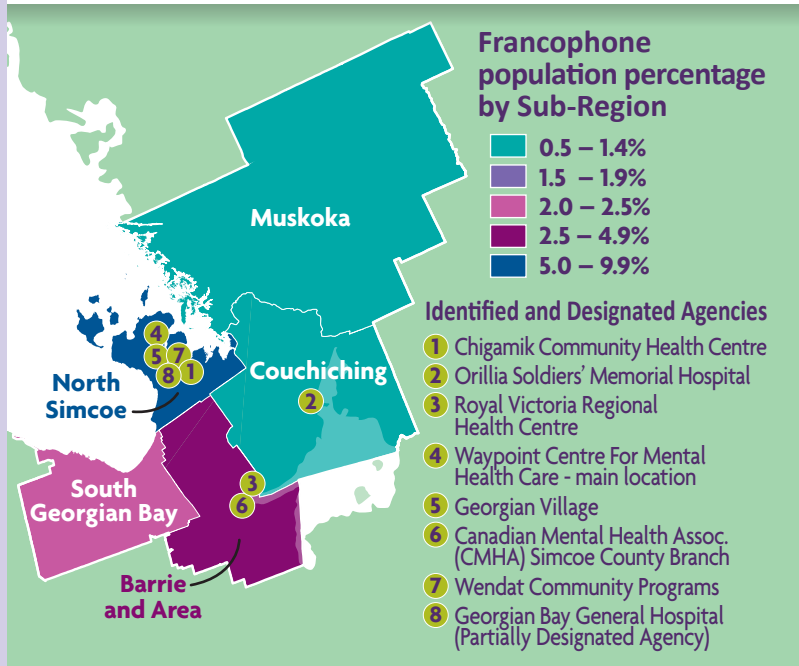 Francophone
population percentage
by Sub-Region
0.5 – 1.4%
1.5 – 1.9%
2.0 – 2.5%
2.5 – 4.9%
5.0 – 9.9%
Muskoka
4
5 7
8 1
North
Simcoe
Couchiching
2
South
Georgian Bay
3
6
Barrie
and Area
Identified and Designated Agencies
1 Chigamik Community Health Centre
2 Orillia Soldiers’ Memorial Hospital
3 Royal Victoria Regional
Health Centre
4 Waypoint Centre For Mental
Health Care - main location
5 Georgian Village
6 Canadian Mental Health Assoc.
(CMHA) Simcoe County Branch
7 Wendat Community Programs
8 Georgian Bay General Hospital
(Partially Designated Agency)